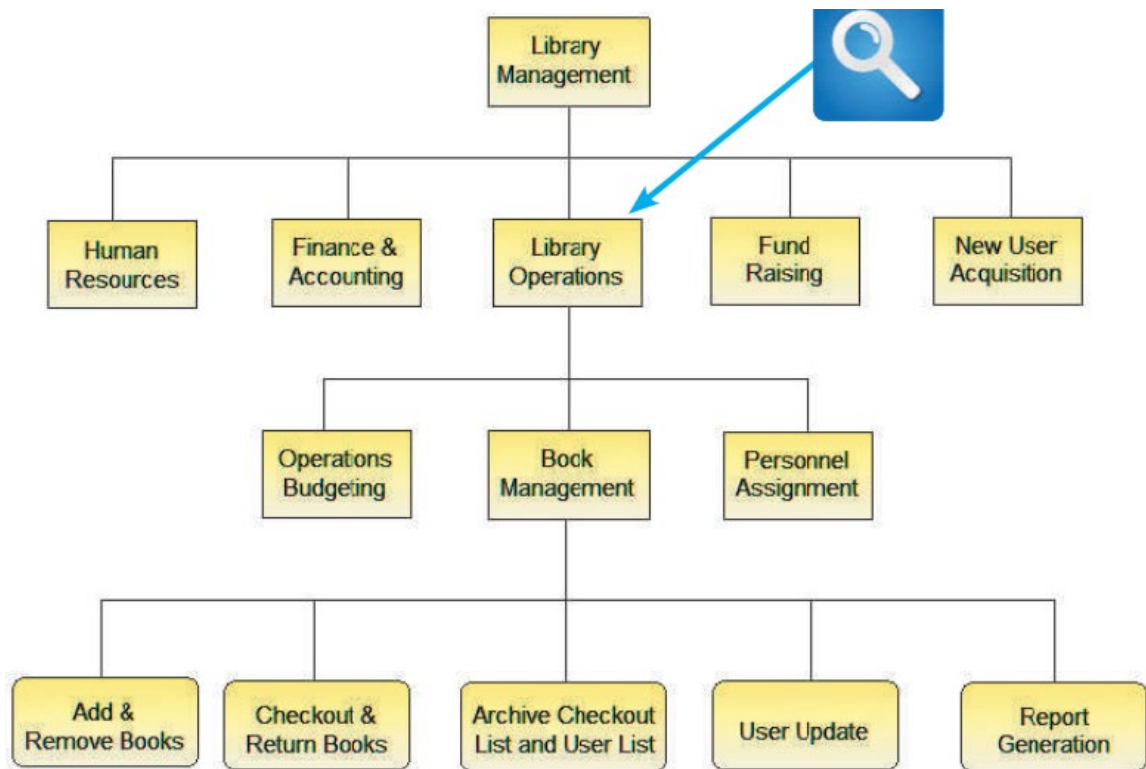 Library
Management
Human
Resources
Finance &
Accounting
Library
Operations
Fund
Raising
New User
Acquisition
Operations
Budgeting
Book
Management
Personnel
Assignment
Add &
Remove Books
Checkout &
Return Books
Archive Checkout
List and User List
User Update
Report
Generation